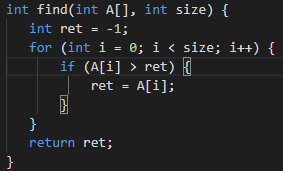 int find(int A[], int size) {
    int ret = -1;
    for (int i = 0; i < size; i++) {
        if (A[i] > ret) {
            ret = A[i];
        }
    }
    return ret;
}